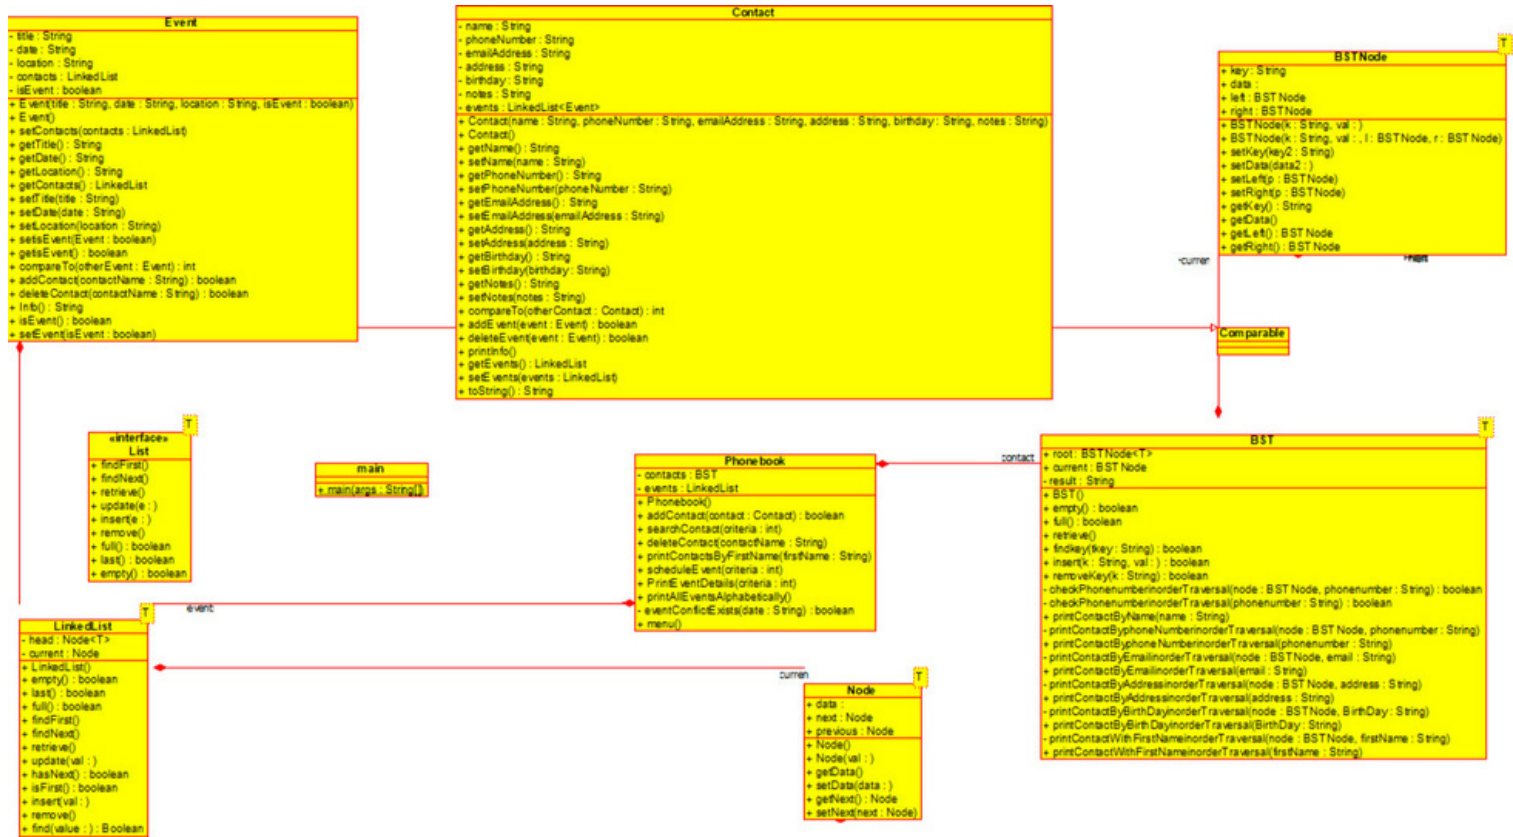 Event
- title : String
- date : String
- location : String
- contacts : LinkedList
- isEvent : boolean
+ Event(title : String, date : String, location : String, isEvent : boolean)
+ Event()
+ setContacts(contacts : LinkedList)
+ getTitle() : String
+ getDate() : String
+ getLocation() : String
+ getContacts() : LinkedList
+ setTitle(title : String)
+ setDate(date : String)
+ setLocation(location : String)
+ setisEvent(Event : boolean)
+ getisEvent() : boolean
+ compareTo(otherEvent : Event) : int
+ addContact(contactName : String) : boolean
+ deleteContact(contactName : String) : boolean
+ Info() : String
+ isEvent() : boolean
+ setEvent(isEvent : boolean)
Contact
- name : String
- phoneNumber : String
- emailAddress : String
- address : String
- birthday : String
- notes : String
- events : LinkedList<Event>
+ Contact(name : String, phoneNumber : String, emailAddress : String, address : String, birthday : String, notes : String)
+ Contact()
+ getName() : String
+ setName(name : String)
+ getPhoneNumber() : String
+ setPhoneNumber(phoneNumber : String)
+ getEmailAddress() : String
+ setEmailAddress(emailAddress : String)
+ getAddress() : String
+ setAddress(address : String)
+ getBirthday() : String
+ setBirthday(birthday : String)
+ getNotes() : String
+ setNotes(notes : String)
+ compareTo(otherContact : Contact) : int
+ addEvent(event : Event) : boolean
+ deleteEvent(event : Event) : boolean
+ printInfo()
+ getEvents() : LinkedList
+ setEvents(events : LinkedList)
+ toString() : String
T
BSTNode
+ key : String
+ data :
+ left : BSTNode
+ right : BSTNode
+ BSTNode(k : String, val : )
+ BSTNode(k : String, val : , l : BSTNode, r : BSTNode)
+ setKey(key2 : String)
+ setData(data2 : )
+ setLeft(p : BSTNode)
+ setRight(p : BSTNode)
+ getKey() : String
+ getData()
+ getLeft() : BSTNode
+ getRight() : BSTNode
-curren
Comparable
T
«interface»
List
+ findFirst()
+ findNext()
+ retrieve()
+ update(e : )
+ insert(e : )
+ remove()
+ full() : boolean
+ last() : boolean
+ empty() : boolean
main
+ main(args : String[])
Phonebook
- contacts : BST
- events : LinkedList
+ Phonebook()
+ addContact(contact : Contact) : boolean
+ searchContact(criteria : int)
+ deleteContact(contactName : String)
+ printContactsByFirstName(firstName : String)
+ scheduleEvent(criteria : int)
+ PrintEventDetails(criteria : int)
+ printAllEventsAlphabetically()
- eventConflictExists(date : String) : boolean
+ menu()
contact
T
BST
+ root : BSTNode<T>
+ current : BSTNode
- result : String
+ BST()
+ empty() : boolean
+ full() : boolean
+ retrieve()
+ findkey(tkey : String) : boolean
+ insert(k : String, val : ) : boolean
+ removeKey(k : String) : boolean
- checkPhonenumberinorderTraversal(node : BSTNode, phonenumber : String) : boolean
- checkPhonenumberinorderTraversal(phonenumber : String) : boolean
+ printContactByName(name : String)
- printContactByphoneNumberinorderTraversal(node : BSTNode, phonenumber : String)
+ printContactByphoneNumberinorderTraversal(phonenumber : String)
- printContactByEmailinorderTraversal(node : BSTNode, email : String)
+ printContactByEmailinorderTraversal(email : String)
- printContactByAddressinorderTraversal(node : BSTNode, address : String)
+ printContactByAddressinorderTraversal(address : String)
- printContactByBirthDayinorderTraversal(node : BSTNode, BirthDay : String)
+ printContactByBirthDayinorderTraversal(BirthDay : String)
- printContactWithFirstNameinorderTraversal(node : BSTNode, firstName : String)
+ printContactWithFirstNameinorderTraversal(firstName : String)
event
T
LinkedList
- head : Node<T>
- current : Node
+ LinkedList()
+ empty() : boolean
+ last() : boolean
+ full() : boolean
+ findFirst()
+ findNext()
+ retrieve()
+ update(val : )
+ hasNext() : boolean
+ isFirst() : boolean
+ insert(val : )
+ remove()
+ find(value : ) : Boolean
curren
T
Node
+ data :
+ next : Node
+ previous : Node
+ Node()
+ Node(val : )
+ getData()
+ setData(data : )
+ getNext() : Node
+ setNext(next : Node)